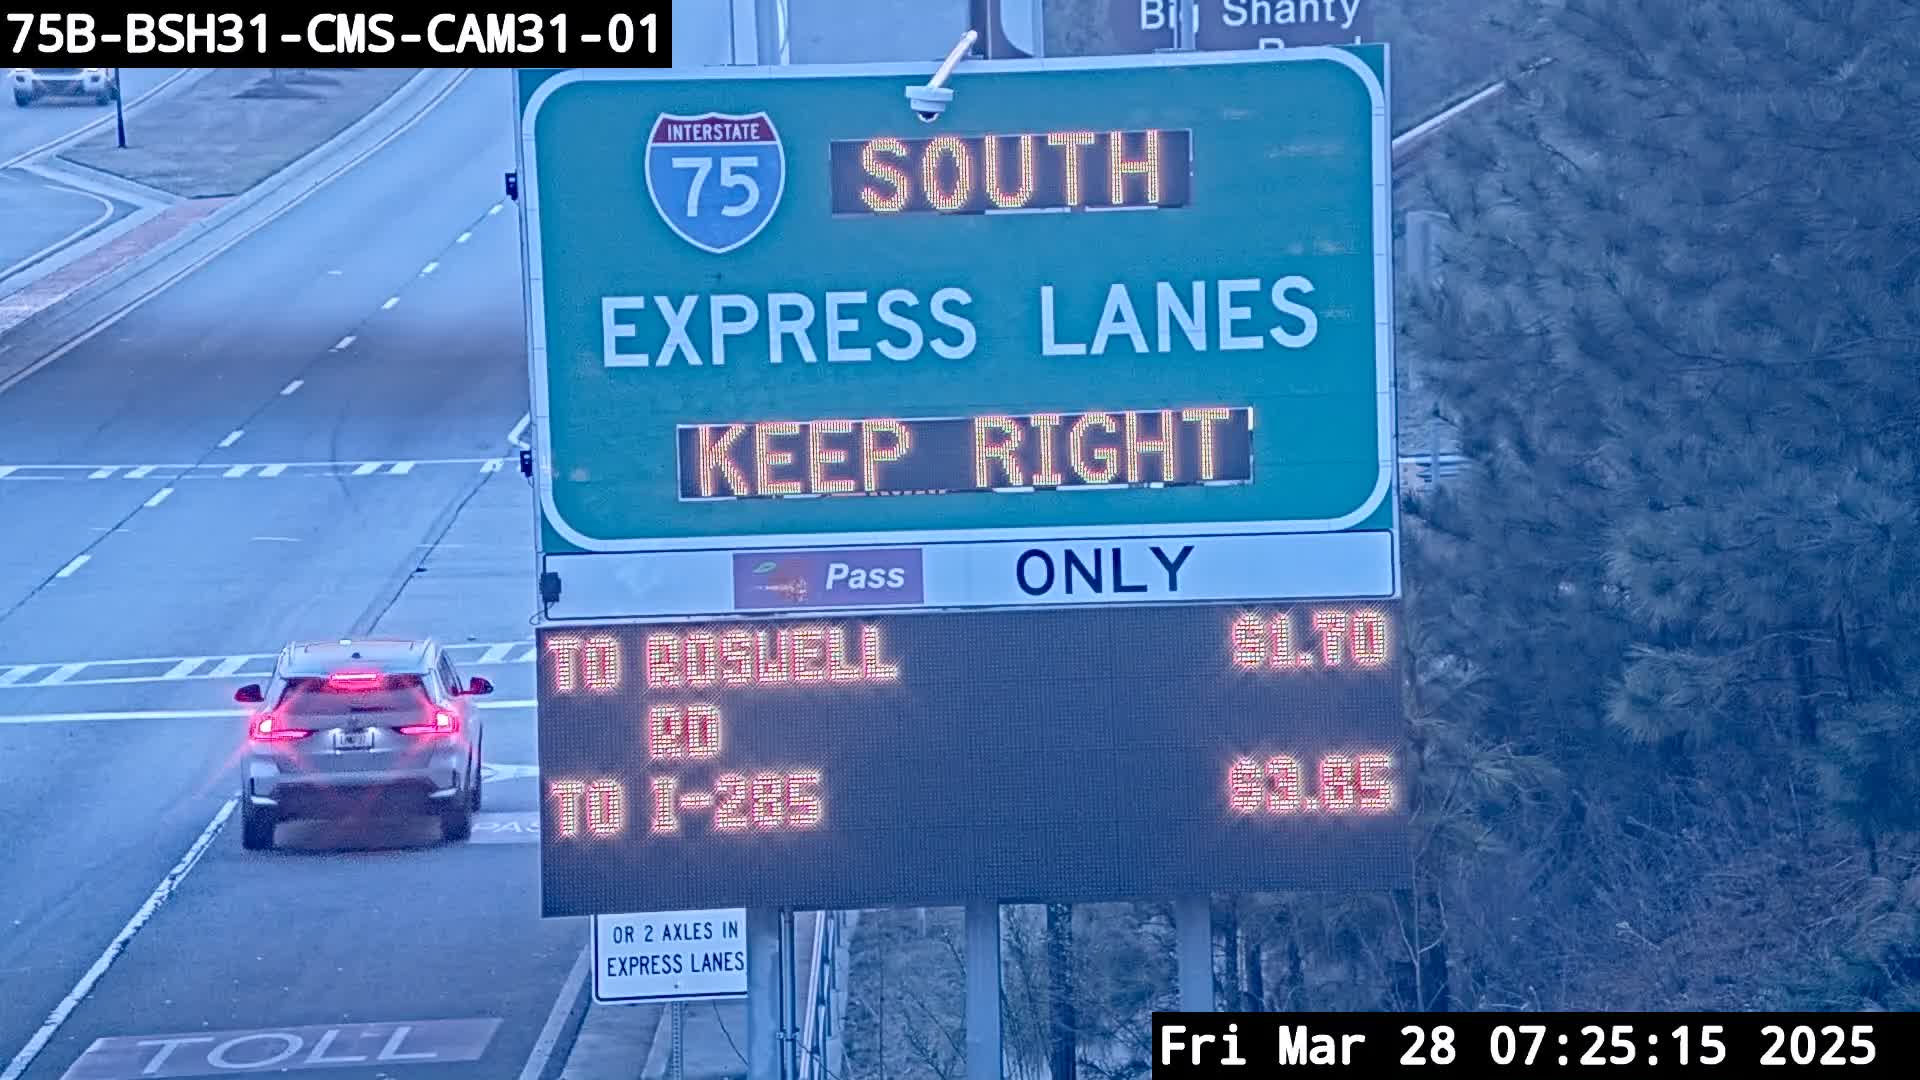 75B-BSH31-CMS-CAM31-01
Big Shanty
INTERSTATE
75
SOUTH
EXPRESS LANES
KEEP RIGHT
Pass ONLY
TO ROSWELL $1.70
RD
TO I-285 $3.85
OR 2 AXLES IN
EXPRESS LANES
TOLL
Fri Mar 28 07:25:15 2025